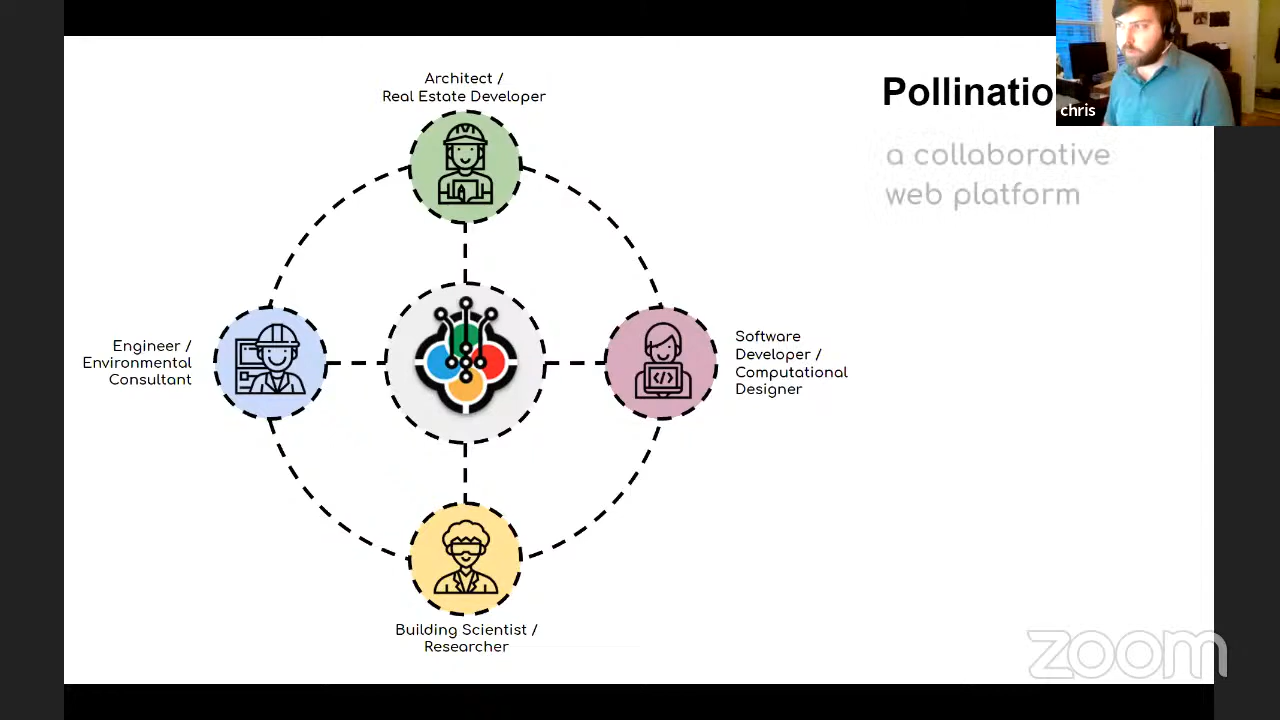 Architect /
Real Estate Developer
Pollinatio
chris
a collaborative
web platform
Engineer /
Environmental
Consultant
Software
Developer /
Computational
Designer
</>
Building Scientist /
Researcher
zoom